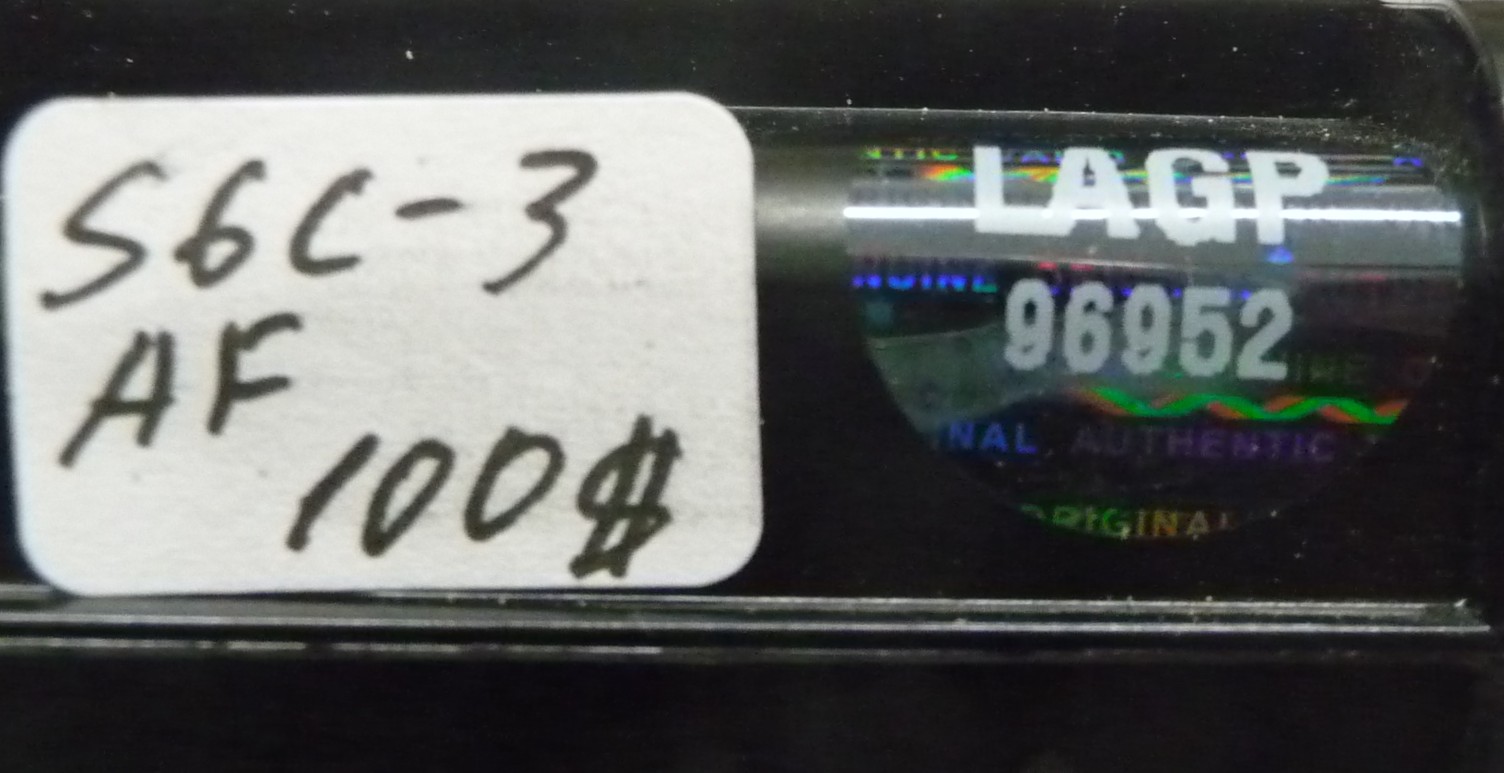 S6C-3
AF
100$
LAGP
96952
NAL AUTHENTIC
ORIGINAL